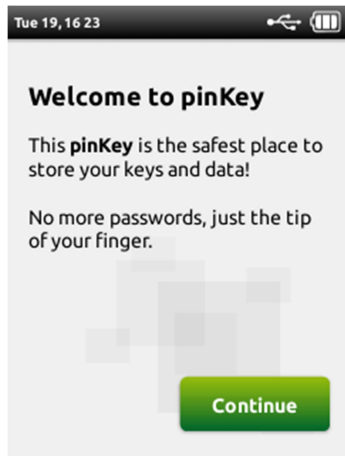 Tue 19, 16 23
Welcome to pinKey
This pinKey is the safest place to
store your keys and data!
No more passwords, just the tip
of your finger.
Continue